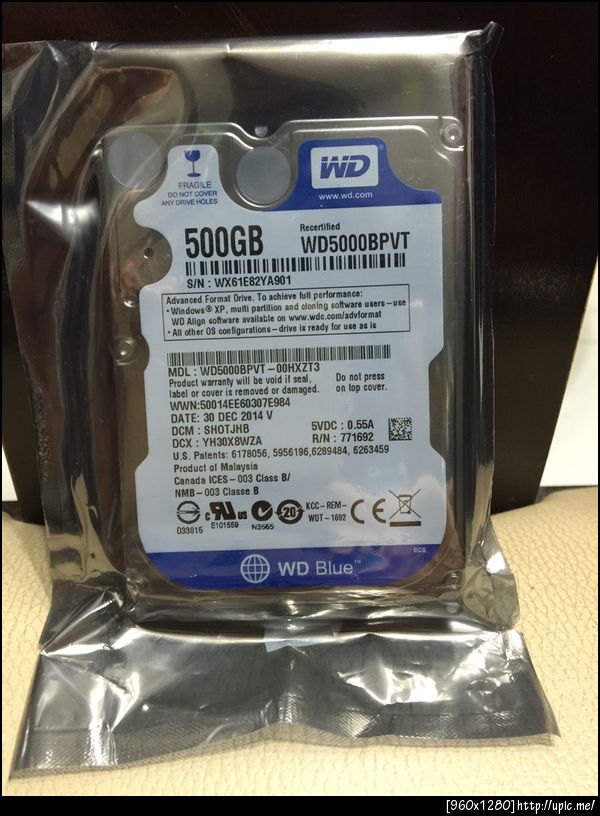 FRAGILE
DO NOT COVER
ANY DRIVE HOLES
WD®
www.wd.com
500GB
Recertified
WD5000BPVT
S/N : WX61E82YA901
Advanced Format Drive. To achieve full performance:
• Windows® XP, multi partition and cloning software users - use
WD Align software available on www.wdc.com/advformat
• All other OS configurations - drive is ready for use as is
MDL : WD5000BPVT - 00HXZT3
Product warranty will be void if seal,
label or cover is removed or damaged.
Do not press
on top cover.
WWN:50014EE60307E984
DATE: 30 DEC 2014 V
DCM : SHOTJHB
5VDC : 0.55A
DCX : YH30X8WZA
R/N : 771692
U.S. Patents: 6178056, 5956196,6289484, 6263459
Product of Malaysia
Canada ICES - 003 Class B/
NMB - 003 Classe B
D33015
c RU us
E101559
N3565
20
KCC - REM -
WDT - 1692
CE
ECS
WD Blue™
[960x1280]http://upic.me/